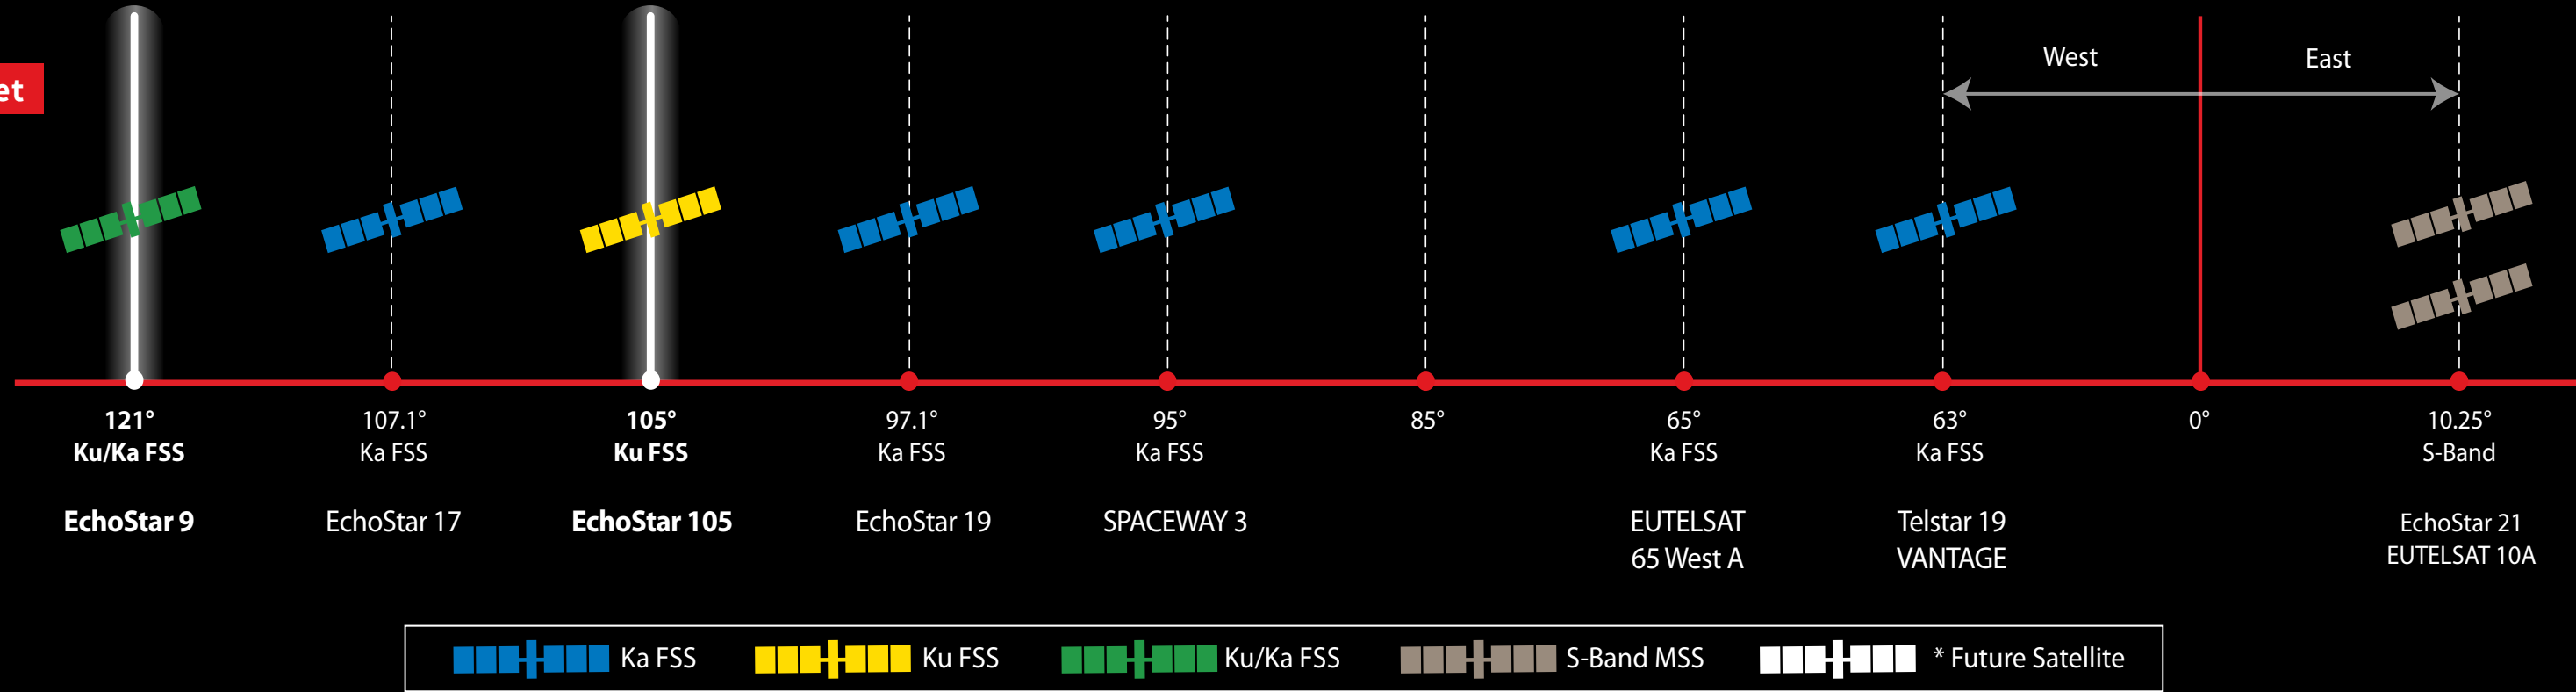 West
East
121°
Ku/Ka FSS
EchoStar 9
107.1°
Ka FSS
EchoStar 17
105°
Ku FSS
EchoStar 105
97.1°
Ka FSS
EchoStar 19
95°
Ka FSS
SPACEWAY 3
85°
65°
Ka FSS
EUTELSAT
65 West A
63°
Ka FSS
Telstar 19
VANTAGE
0°
10.25°
S-Band
EchoStar 21
EUTELSAT 10A
Ka FSS
Ku FSS
Ku/Ka FSS
S-Band MSS
* Future Satellite